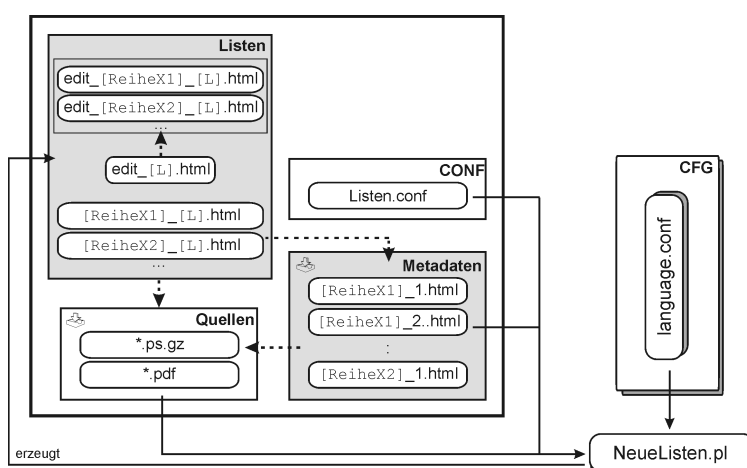 Listen
edit_[ReiheX1]_[L].html
edit_[ReiheX2]_[L].html
...
edit_[L].html
[ReiheX1]_[L].html
[ReiheX2]_[L].html
...
CONF
Listen.conf
CFG
language.conf
Metadaten
[ReiheX1]_1.html
[ReiheX1]_2..html
:
[ReiheX2]_1.html
Quellen
*.ps.gz
*.pdf
erzeugt
NeueListen.pl